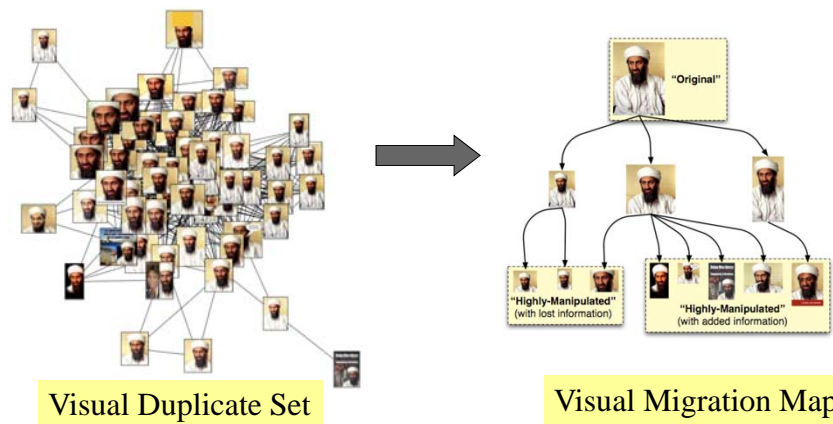 “Original”
“Highly-Manipulated”
(with lost information)
“Highly-Manipulated”
(with added information)
Visual Duplicate Set
Visual Migration Map